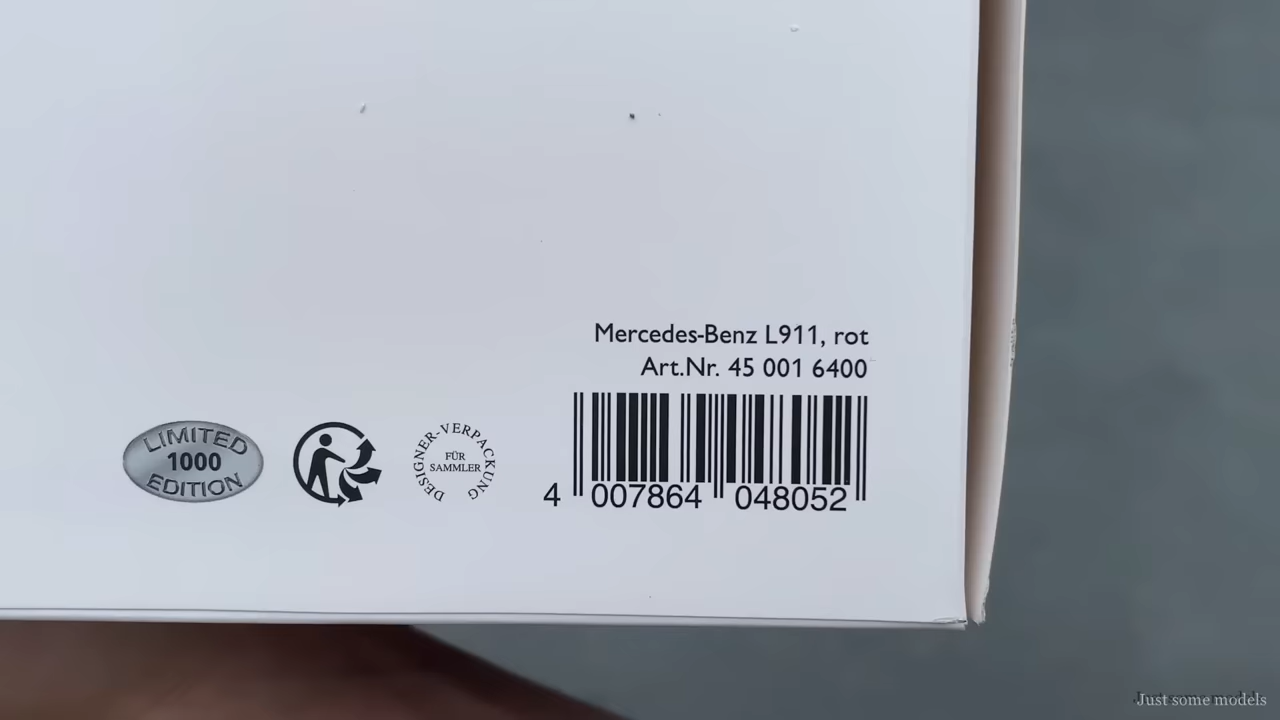 Mercedes-Benz L911, rot
Art.Nr. 45 001 6400
LIMITED
1000
EDITION
DESIGNER-VERPACKUNG
FÜR
SAMMLER
4 007864 048052
Just some models